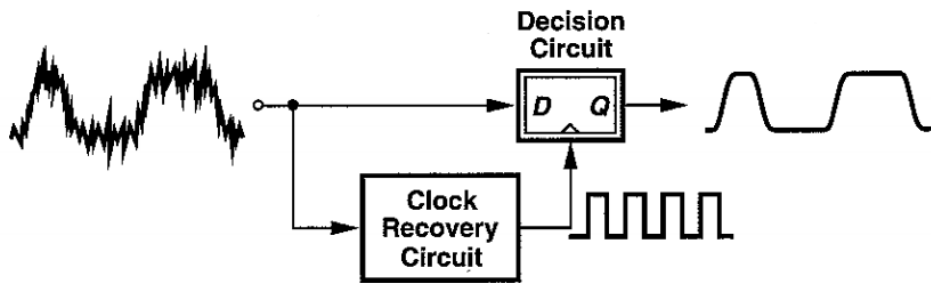 Decision
Circuit
D Q
Clock
Recovery
Circuit